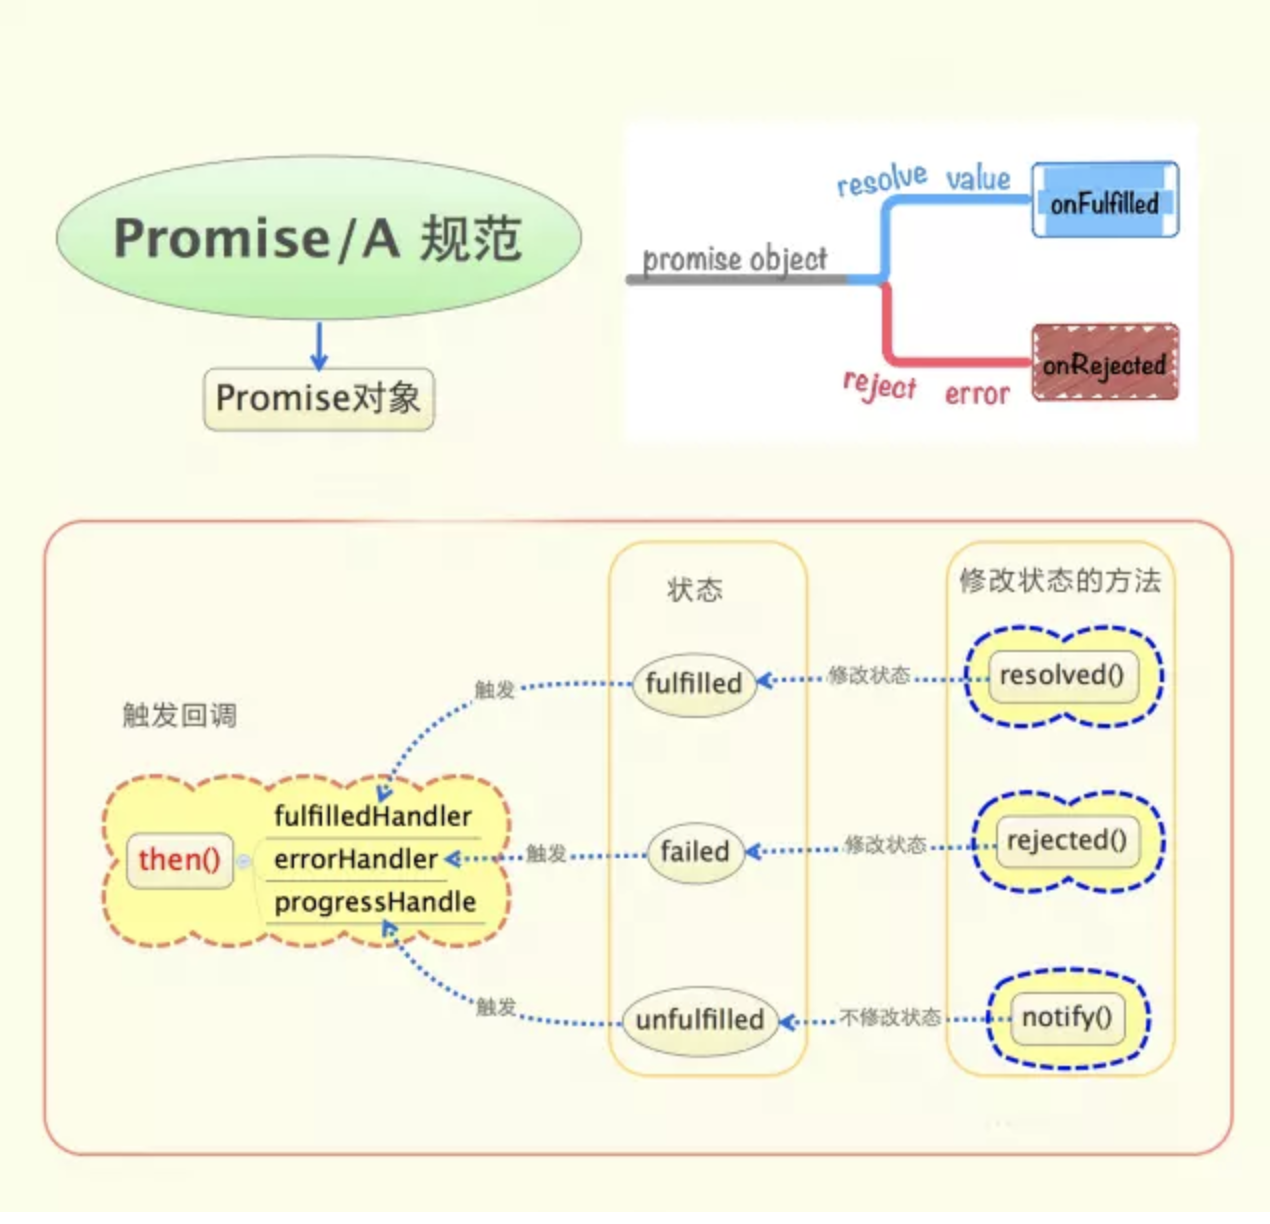 Promise/A 规范
Promise对象
resolve value
onFulfilled
promise object
onRejected
reject error
状态
修改状态的方法
触发
fulfilled
修改状态
resolved()
触发回调
then()
fulfilledHandler
errorHandler
progressHandle
触发
failed
修改状态
rejected()
触发
unfulfilled
不修改状态
notify()